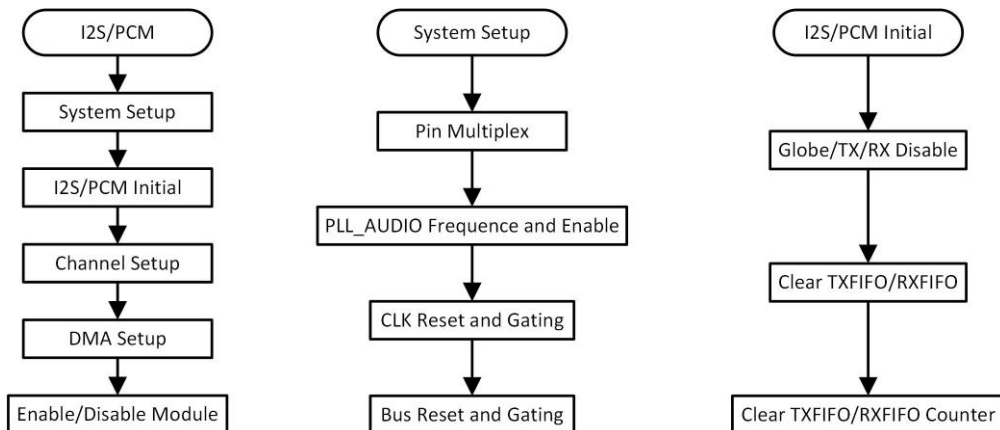 I2S/PCM
System Setup
I2S/PCM Initial
Channel Setup
DMA Setup
Enable/Disable Module
System Setup
Pin Multiplex
PLL_AUDIO Frequence and Enable
CLK Reset and Gating
Bus Reset and Gating
I2S/PCM Initial
Globe/TX/RX Disable
Clear TXFIFO/RXFIFO
Clear TXFIFO/RXFIFO Counter